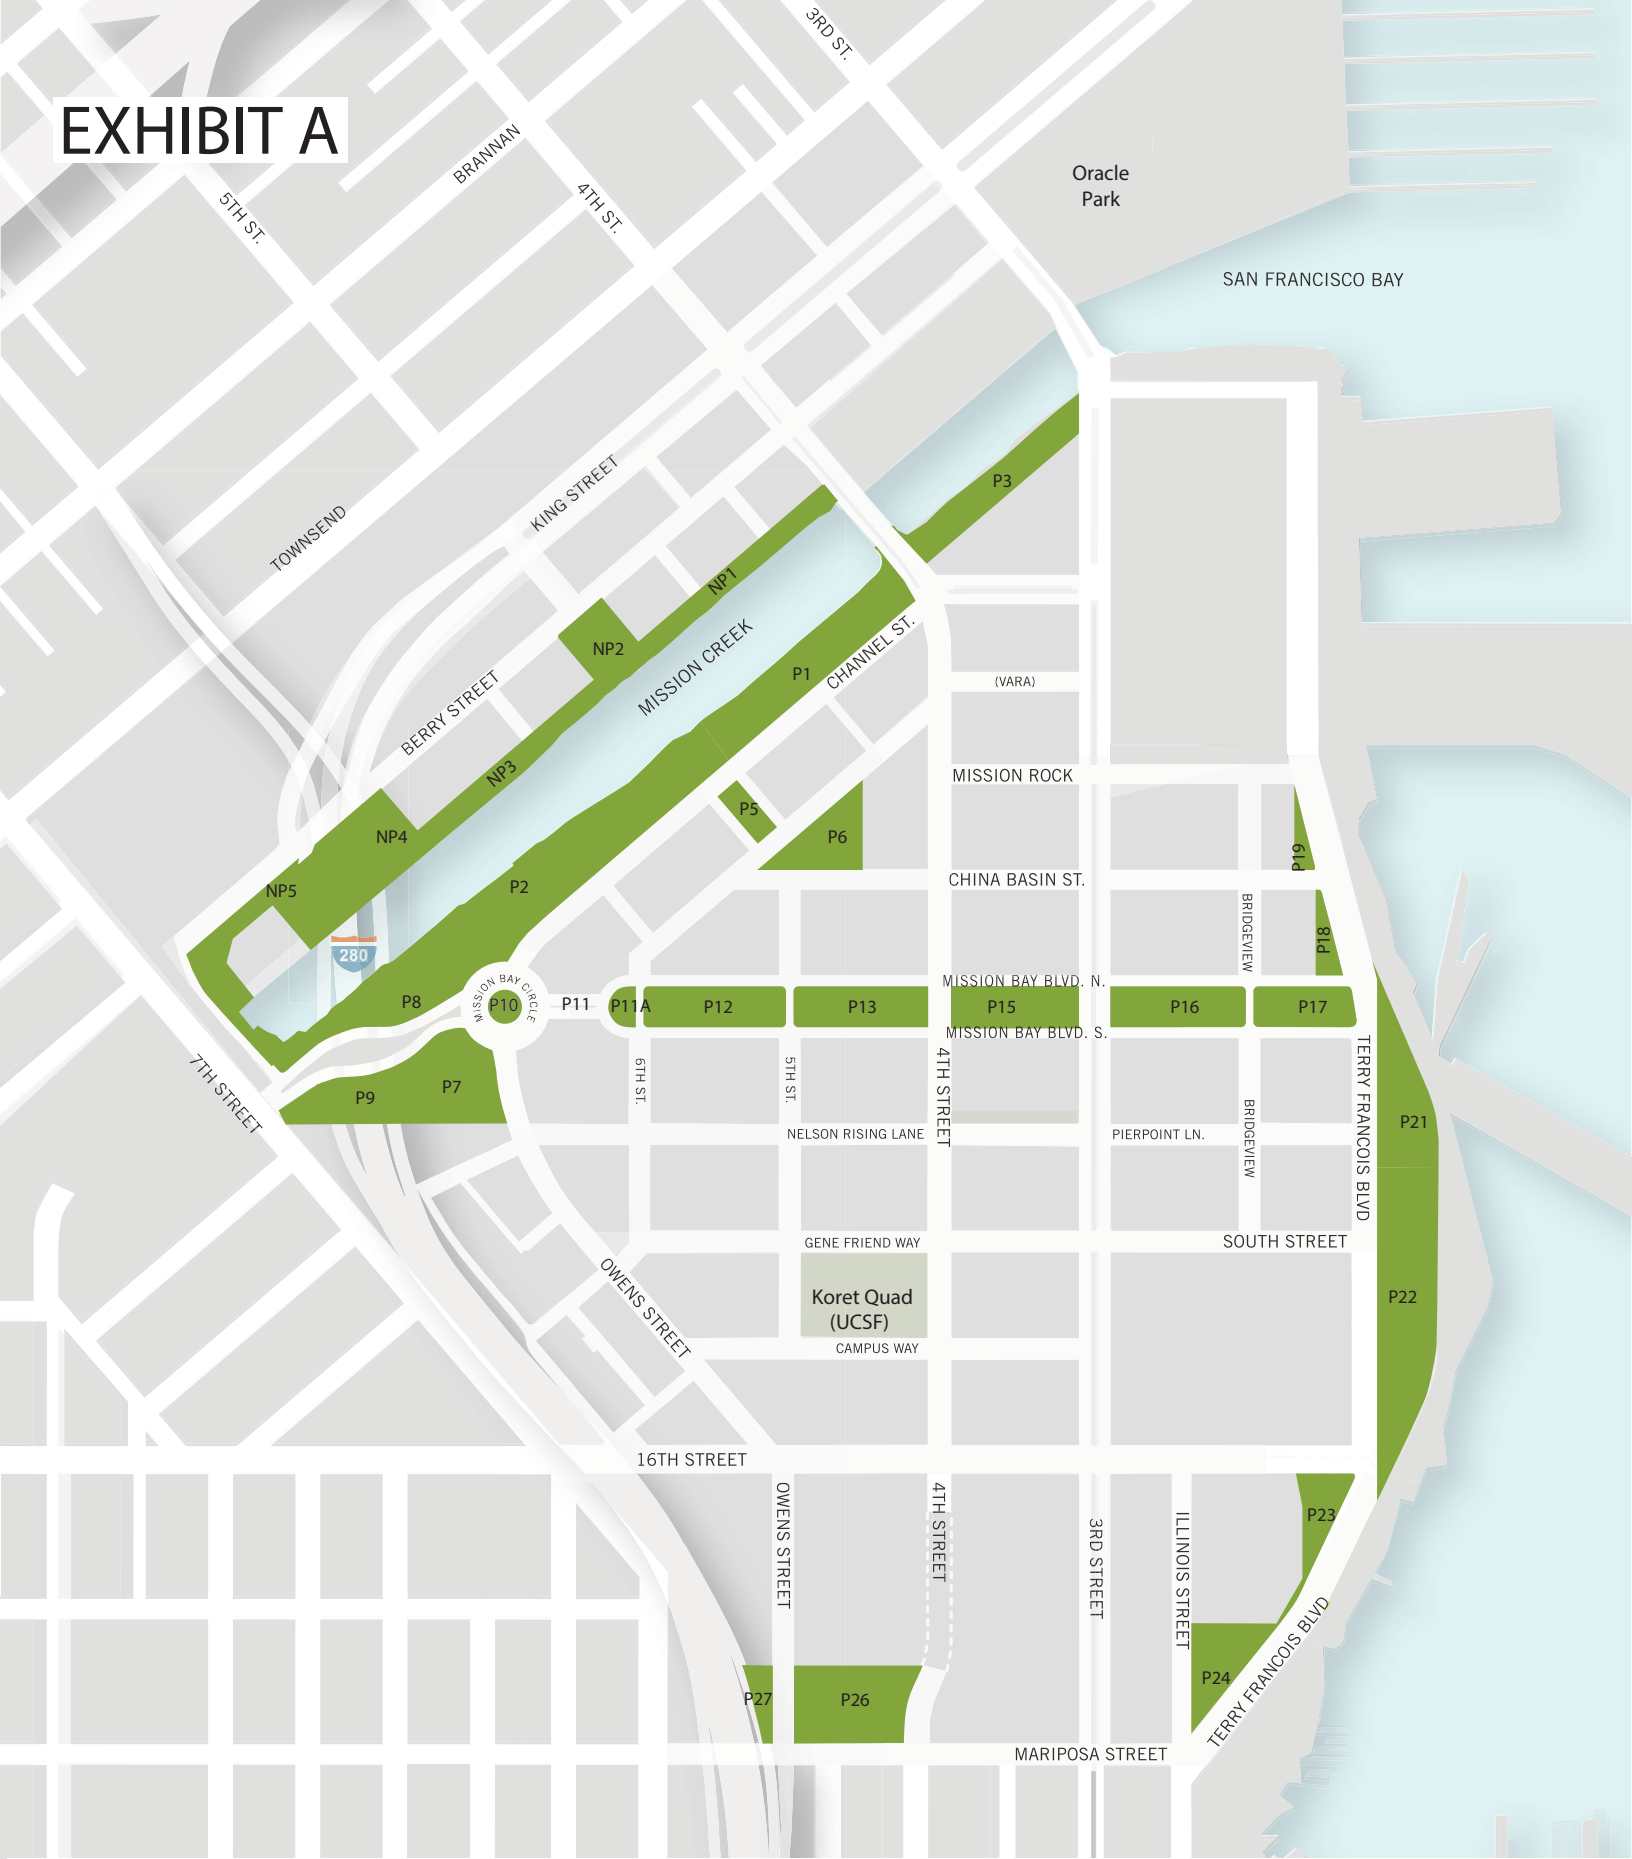 3RD ST.
EXHIBIT A
BRANNAN
Oracle
Park
4TH ST.
5TH ST.
SAN FRANCISCO BAY
KING STREET
P3
TOWNSEND
NP1
NP2
MISSION CREEK
CHANNEL ST.
P1
(VARA)
BERRY STREET
NP3
MISSION ROCK
P5
NP4
P6
P19
CHINA BASIN ST.
P2
NP5
BRIDGEVIEW
P18
280
MISSION BAY BLVD. N.
MISSION BAY CIRCLE
P8
P10
P11
P11A
P12
P13
P15
P16
P17
MISSION BAY BLVD. S.
7TH STREET
P9
P7
6TH ST.
5TH ST.
4TH STREET
TERRY FRANCOIS BLVD
P21
NELSON RISING LANE
PIERPOINT LN.
BRIDGEVIEW
GENE FRIEND WAY
SOUTH STREET
OWENS STREET
Koret Quad
(UCSF)
P22
CAMPUS WAY
16TH STREET
OWENS STREET
4TH STREET
3RD STREET
ILLINOIS STREET
P23
P24
TERRY FRANCOIS BLVD
P27
P26
MARIPOSA STREET